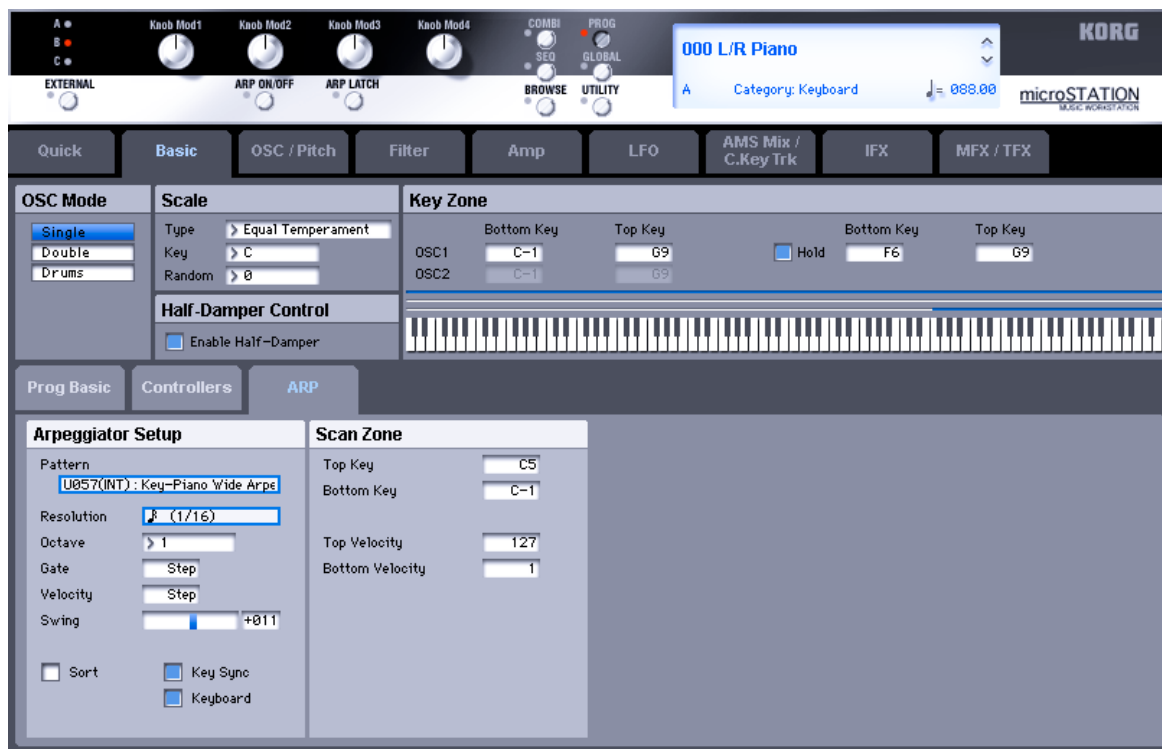 A
B
C
Knob Mod1 Knob Mod2 Knob Mod3 Knob Mod4
COMBI PROG
SEQ GLOBAL
EXTERNAL ARP ON/OFF ARP LATCH BROWSE UTILITY
000 L/R Piano
A Category: Keyboard ♩= 088.00
KORG
microSTATION
MUSIC WORKSTATION
Quick Basic OSC / Pitch Filter Amp LFO AMS Mix / C.Key Trk IFX MFX / TFX
OSC Mode
Single
Double
Drums
Scale
Type Equal Temperament
Key C
Random 0
Half-Damper Control
Enable Half-Damper
Key Zone
Bottom Key Top Key Bottom Key Top Key
OSC1 C-1 G9 Hold F6 G9
OSC2 C-1 G9
Prog Basic Controllers ARP
Arpeggiator Setup
Pattern
U057(INT):Key-Piano Wide Arpe
Resolution (1/16)
Octave 1
Gate Step
Velocity Step
Swing +011
Sort Key Sync
Keyboard
Scan Zone
Top Key C5
Bottom Key C-1
Top Velocity 127
Bottom Velocity 1